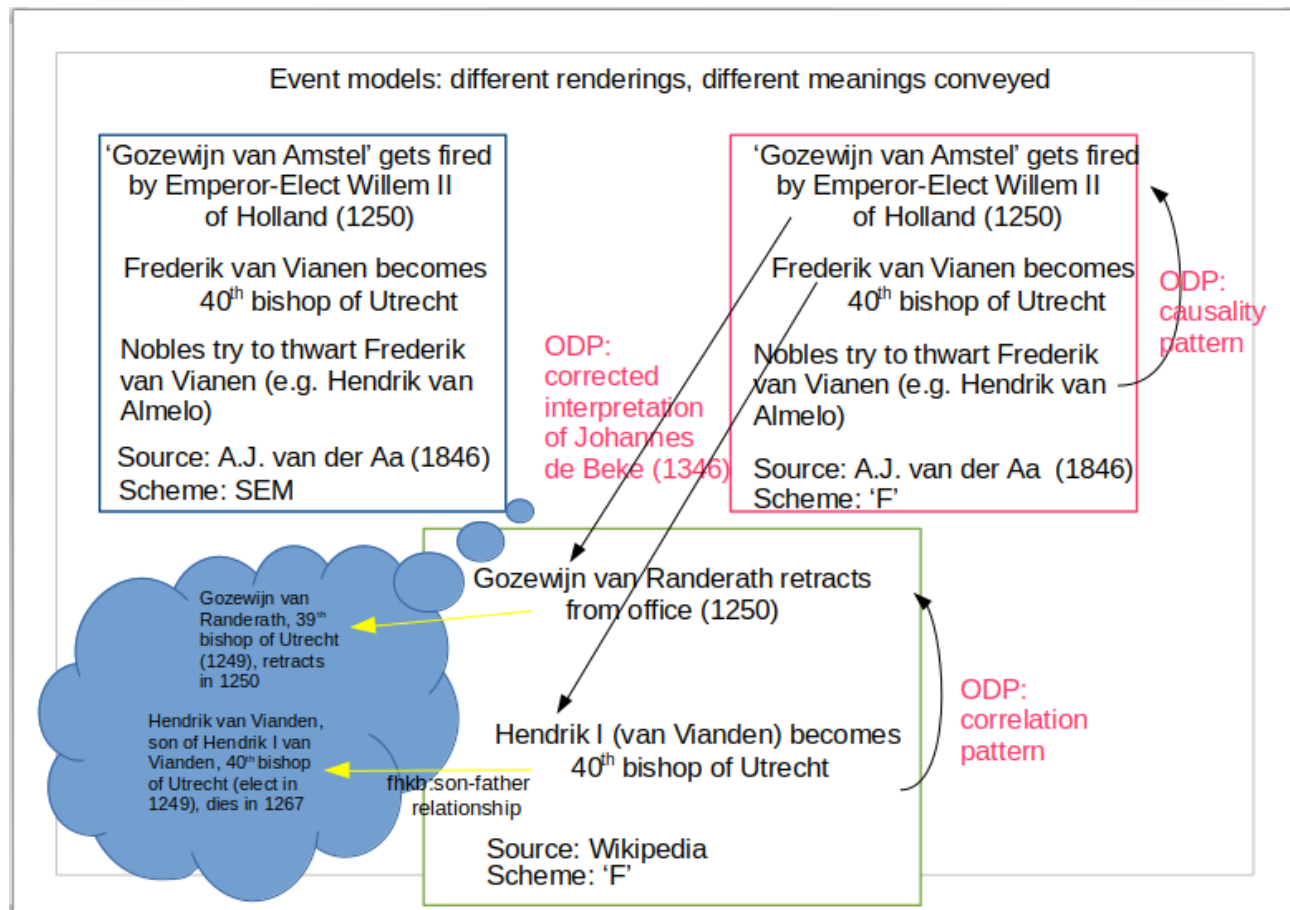 Event models: different renderings, different meanings conveyed
‘Gozewijn van Amstel’ gets fired
by Emperor-Elect Willem II
of Holland (1250)
Frederik van Vianen becomes
40th bishop of Utrecht
Nobles try to thwart Frederik
van Vianen (e.g. Hendrik van
Almelo)
Source: A.J. van der Aa (1846)
Scheme: SEM
ODP:
corrected
interpretation
of Johannes
de Beke (1346)
‘Gozewijn van Amstel’ gets fired
by Emperor-Elect Willem II
of Holland (1250)
Frederik van Vianen becomes
40th bishop of Utrecht
Nobles try to thwart Frederik
van Vianen (e.g. Hendrik van
Almelo)
Source: A.J. van der Aa (1846)
Scheme: ‘F’
ODP:
causality
pattern
Gozewijn van
Randerath, 39th
bishop of Utrecht
(1249), retracts
in 1250
Hendrik van Vianden,
son of Hendrik I van
Vianden, 40th bishop
of Utrecht (elect in
1249), dies in 1267
Gozewijn van Randerath retracts
from office (1250)
Hendrik I (van Vianden) becomes
40th bishop of Utrecht
fhkb:son-father
relationship
Source: Wikipedia
Scheme: ‘F’
ODP:
correlation
pattern